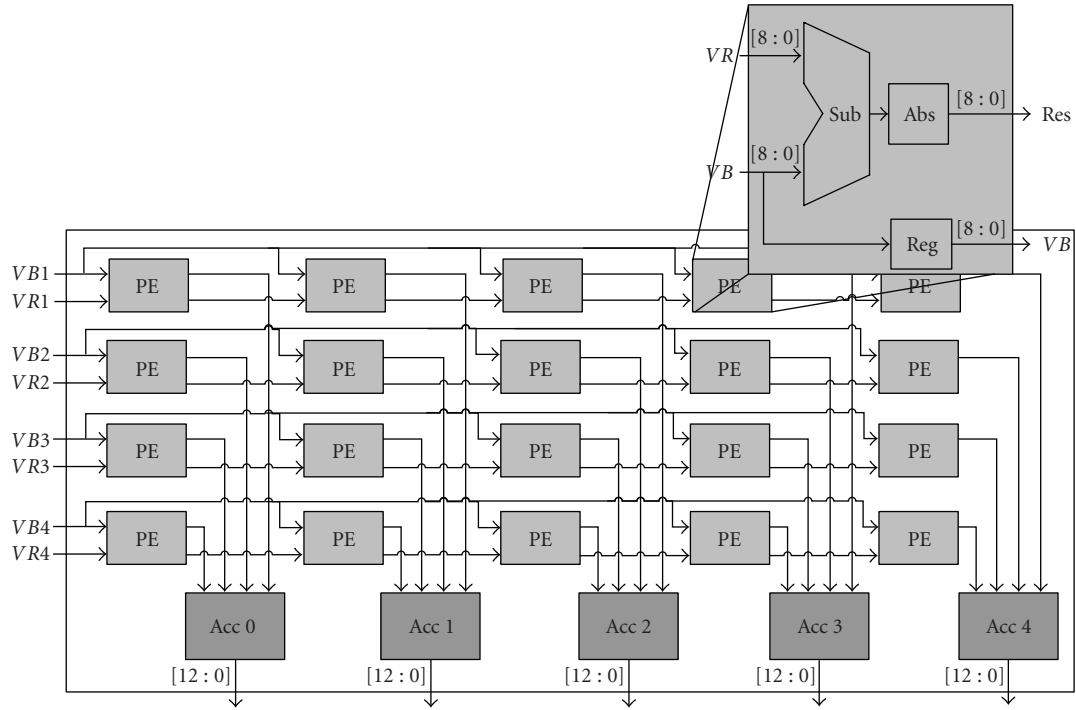 [8 : 0]
VR
Sub
Abs
[8 : 0]
Res
[8 : 0]
VB
Reg
[8 : 0]
VB
VB1
VR1
PE PE PE PE PE
VB2
VR2
PE PE PE PE PE
VB3
VR3
PE PE PE PE PE
VB4
VR4
PE PE PE PE PE
Acc 0 Acc 1 Acc 2 Acc 3 Acc 4
[12 : 0] [12 : 0] [12 : 0] [12 : 0] [12 : 0]